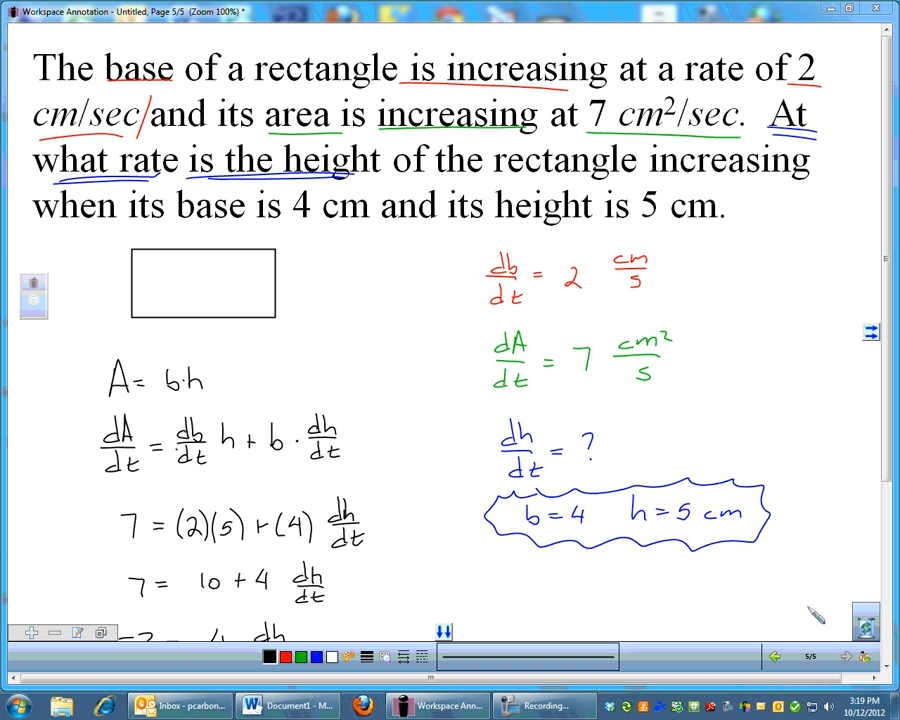 Workspace Annotation - Untitled, Page 5/5 (Zoom 100%) *
The base of a rectangle is increasing at a rate of 2
cm/sec and its area is increasing at 7 cm²/sec. At
what rate is the height of the rectangle increasing
when its base is 4 cm and its height is 5 cm.
db/dt = 2 cm/s
dA/dt = 7 cm²/s
dh/dt = ?
b = 4 h = 5 cm
A = b·h
dA/dt = db/dt h + b · dh/dt
7 = (2)(5) + (4) dh/dt
7 = 10 + 4 dh/dt
-3 = 4 dh
5/5
Inbox - pcarbon...
Document1 - M...
Workspace Annot...
Recording...
3:19 PM
10/12/2012